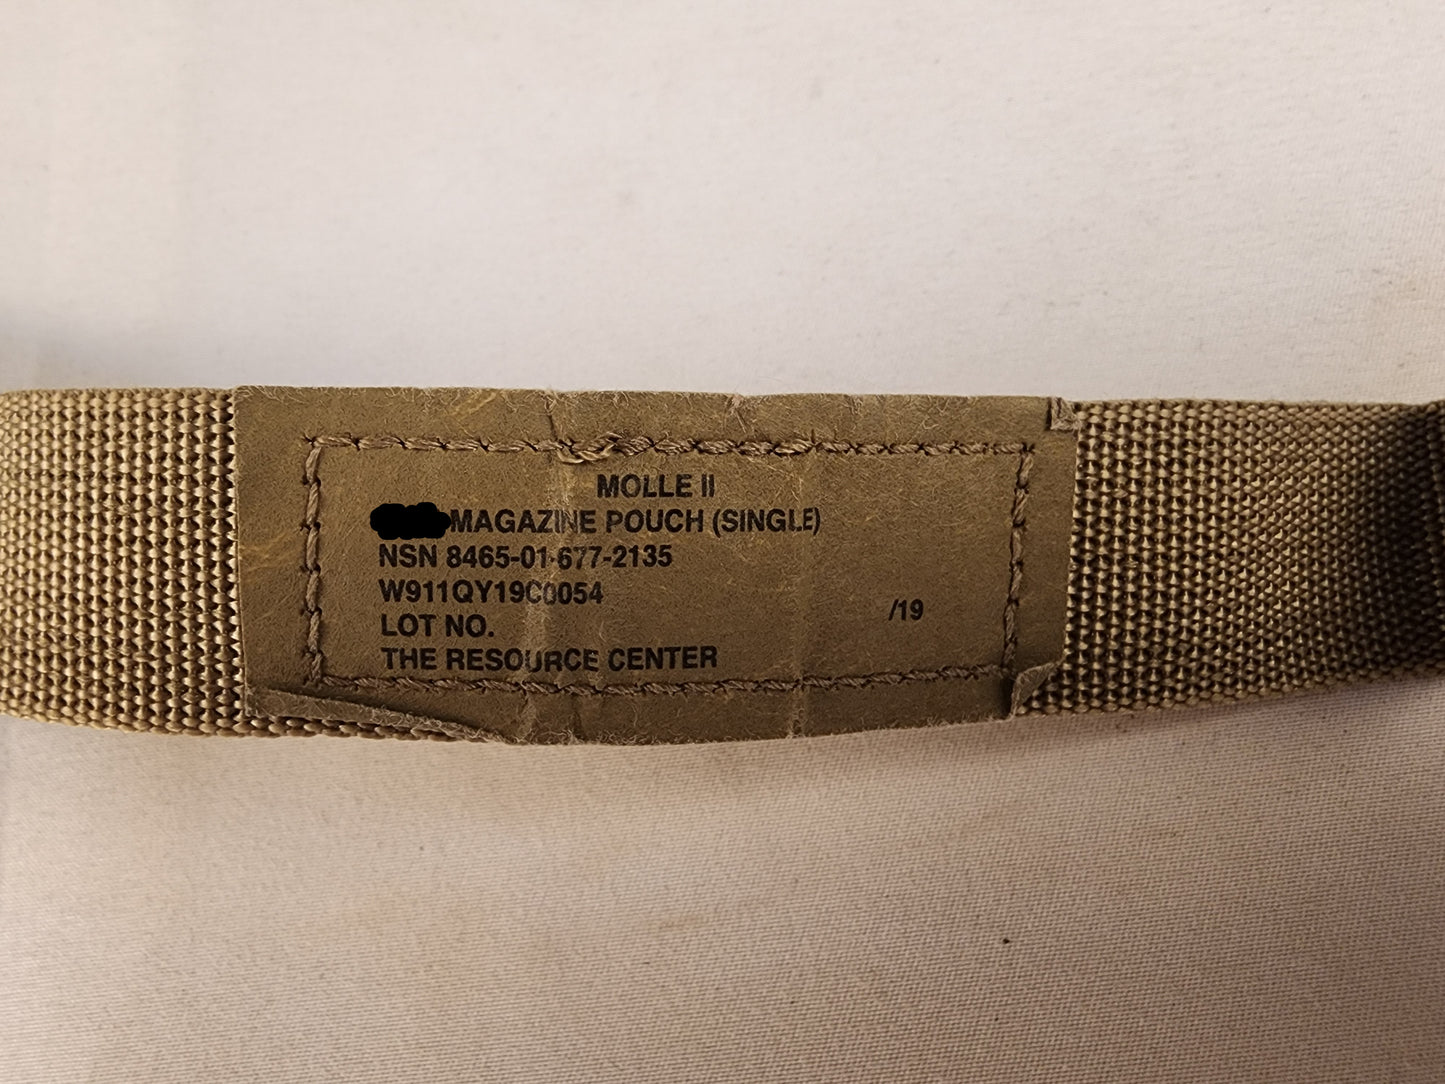 MOLLE II
MAGAZINE POUCH (SINGLE)
NSN 8465-01-677-2135
W911QY19C0054
/19
LOT NO.
THE RESOURCE CENTER